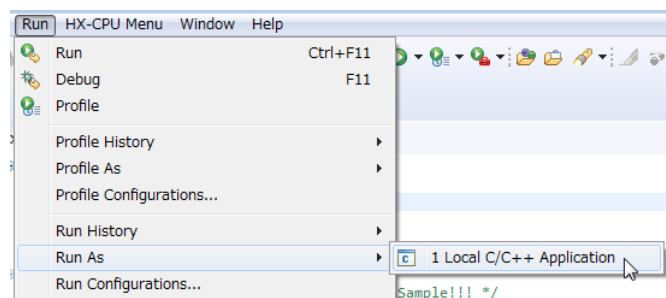 Run HX-CPU Menu Window Help
Run Ctrl+F11
Debug F11
Profile
Profile History
Profile As
Profile Configurations...
Run History
Run As
1 Local C/C++ Application
Run Configurations...
Sample!!! */